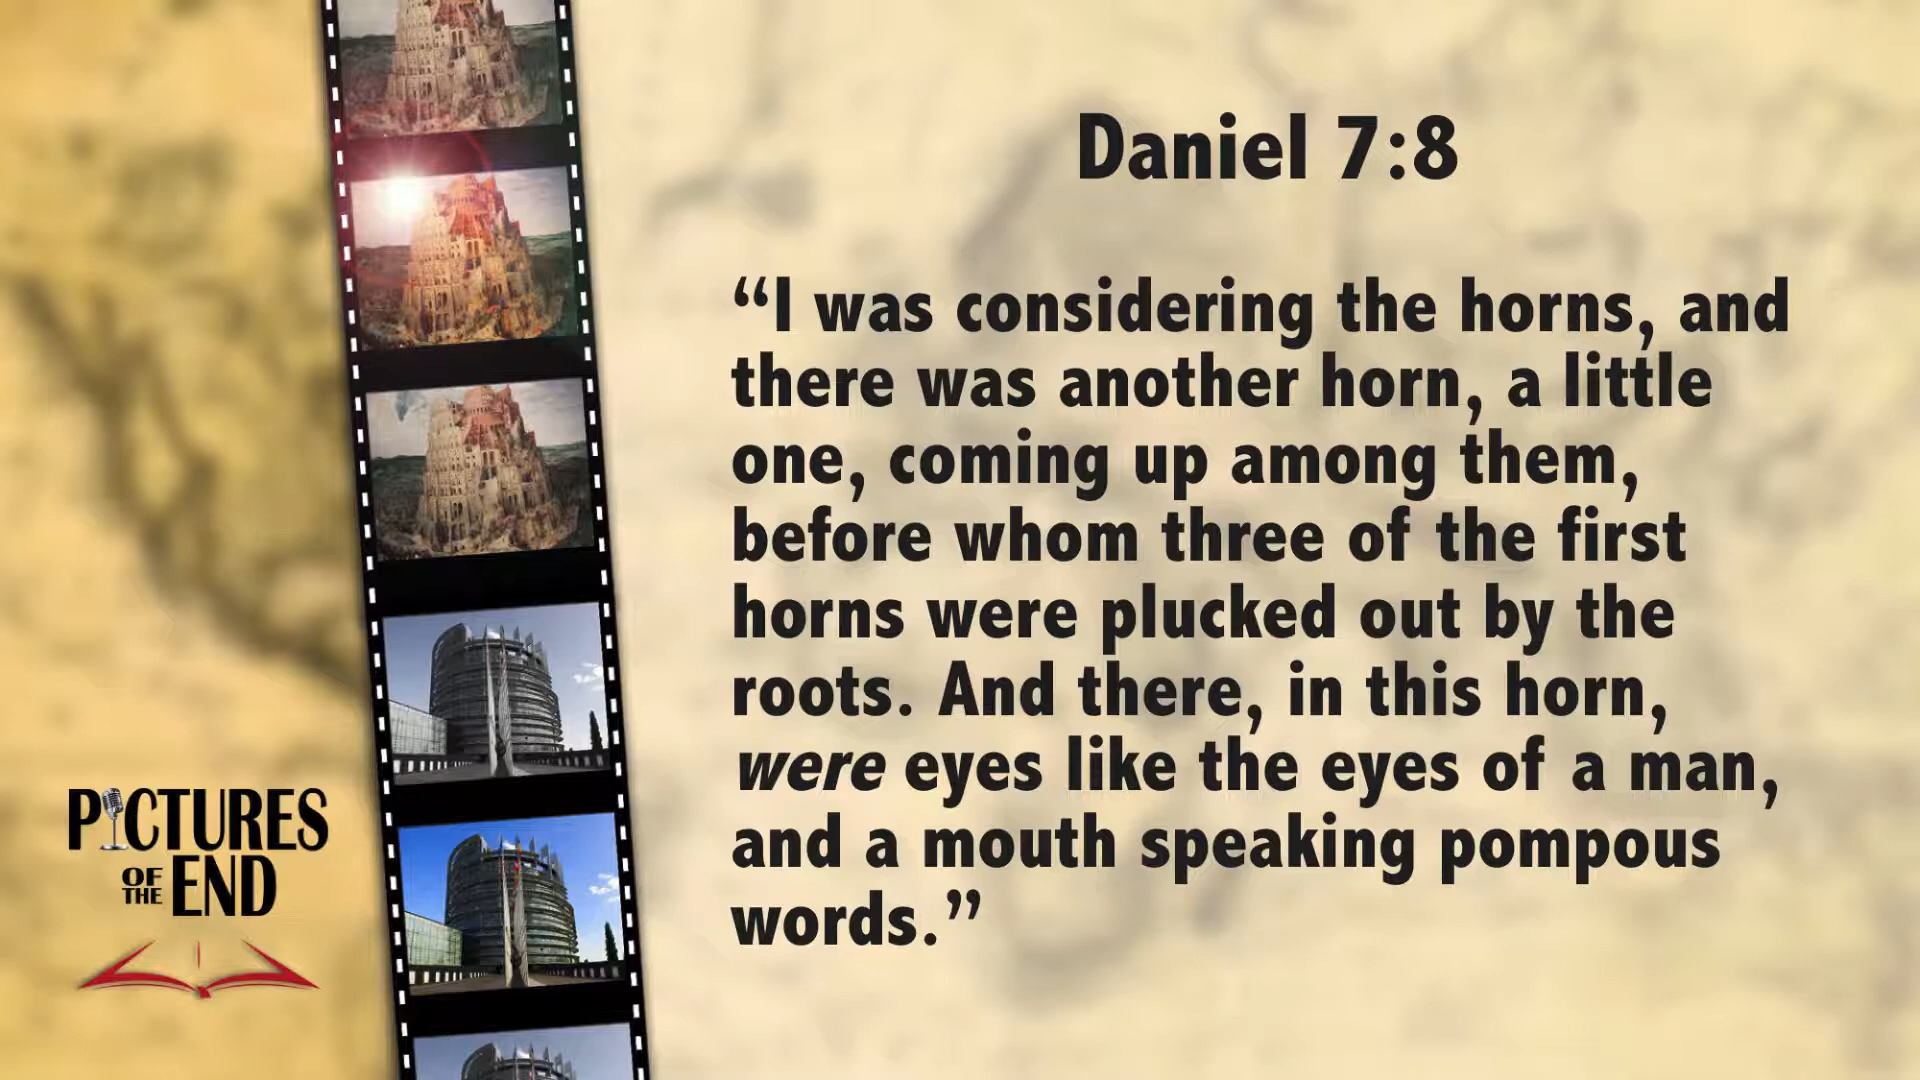 Daniel 7:8
“I was considering the horns, and
there was another horn, a little
one, coming up among them,
before whom three of the first
horns were plucked out by the
roots. And there, in this horn,
were eyes like the eyes of a man,
and a mouth speaking pompous
words.”
PICTURES
OF THE END